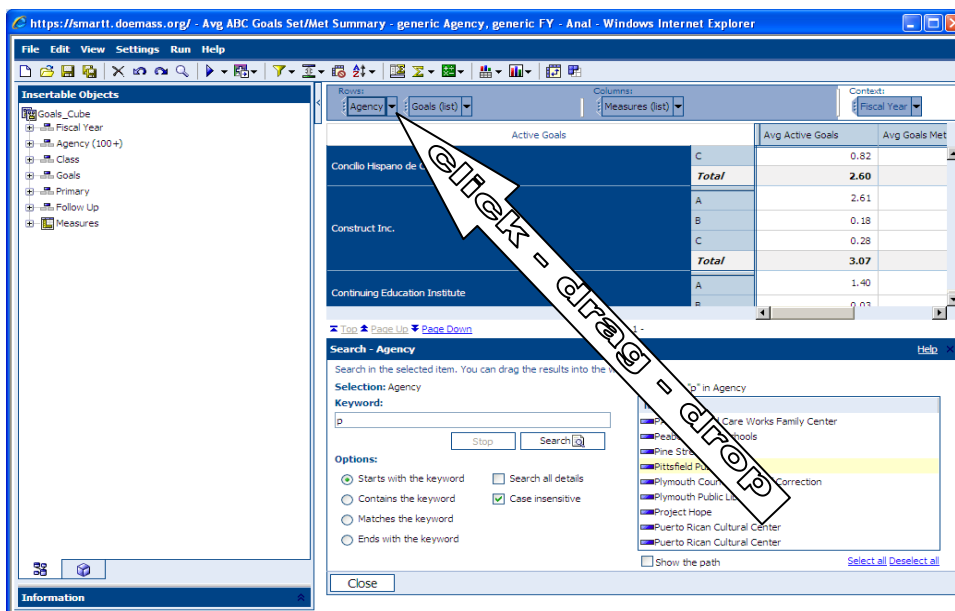 https://smartt.doemass.org/ - Avg ABC Goals Set/Met Summary - generic Agency, generic FY - Anal - Windows Internet Explorer
File Edit View Settings Run Help
Insertable Objects
Goals_Cube
Fiscal Year
Agency (100+)
Class
Goals
Primary
Follow Up
Measures
Information
Rows:
Agency
Goals (list)
Columns:
Measures (list)
Context:
Fiscal Year
Active Goals
Avg Active Goals
Avg Goals Met
Concilio Hispano de
C
0.82
Total
2.60
Construct Inc.
A
2.61
B
0.18
C
0.28
Total
3.07
Continuing Education Institute
A
1.40
B
0.03
Top Page Up Page Down
1 -
Search - Agency
Help
Search in the selected item. You can drag the results into the
Selection: Agency
"p" in Agency
Keyword:
p
Stop
Search
Options:
Starts with the keyword
Contains the keyword
Matches the keyword
Ends with the keyword
Search all details
Case insensitive
Care Works Family Center
Pine
Pittsfield
Plymouth Correction
Plymouth Public
Project Hope
Puerto Rican Cultural Center
Puerto Rican Cultural Center
Show the path
Select all Deselect all
Close
click - drag - drop